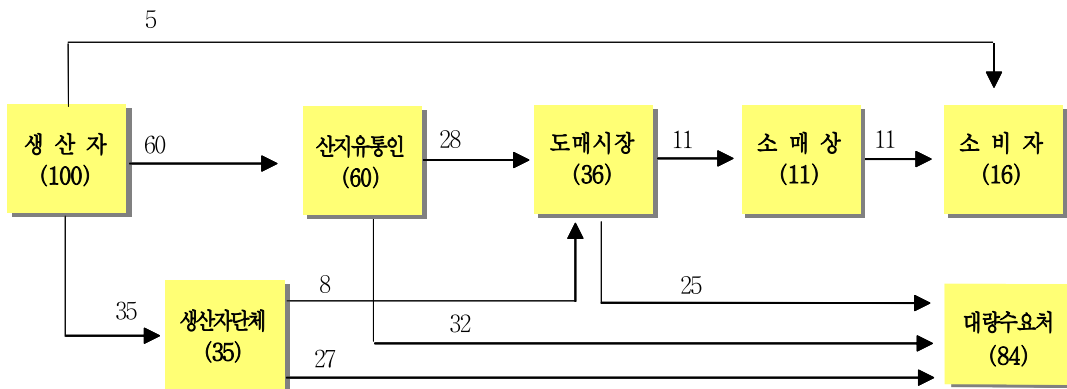 5
생 산 자
(100)
60
산지유통인
(60)
28
도매시장
(36)
11
소 매 상
(11)
11
소 비 자
(16)
35
생산자단체
(35)
8
32
27
25
대량수요처
(84)